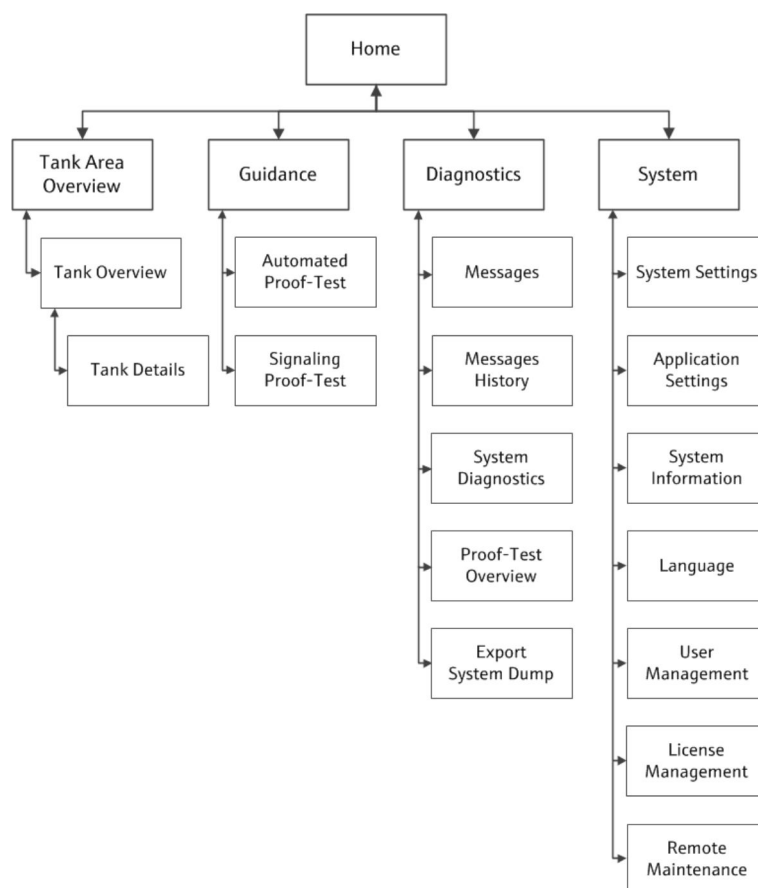 Home
Tank Area
Overview
Guidance
Diagnostics
System
Tank Overview
Tank Details
Automated
Proof-Test
Signaling
Proof-Test
Messages
Messages
History
System
Diagnostics
Proof-Test
Overview
Export
System Dump
System Settings
Application
Settings
System
Information
Language
User
Management
License
Management
Remote
Maintenance